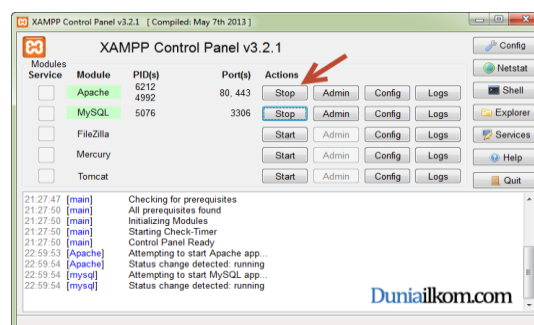 XAMPP Control Panel v3.2.1 [ Compiled: May 7th 2013 ]
XAMPP Control Panel v3.2.1
Config
Modules
Service Module PID(s) Port(s) Actions
Netstat
Apache 6212 4992 80, 443 Stop Admin Config Logs
Shell
MySQL 5076 3306 Stop Admin Config Logs
Explorer
FileZilla Start Admin Config Logs
Services
Mercury Start Admin Config Logs
Help
Tomcat Start Admin Config Logs
Quit
21:27:47 [main] Checking for prerequisites
21:27:50 [main] All prerequisites found
21:27:50 [main] Initializing Modules
21:27:50 [main] Starting Check-Timer
21:27:50 [main] Control Panel Ready
22:59:53 [Apache] Attempting to start Apache app...
22:59:54 [Apache] Status change detected: running
22:59:54 [mysql] Attempting to start MySQL app...
22:59:54 [mysql] Status change detected: running
Duniailkom.com